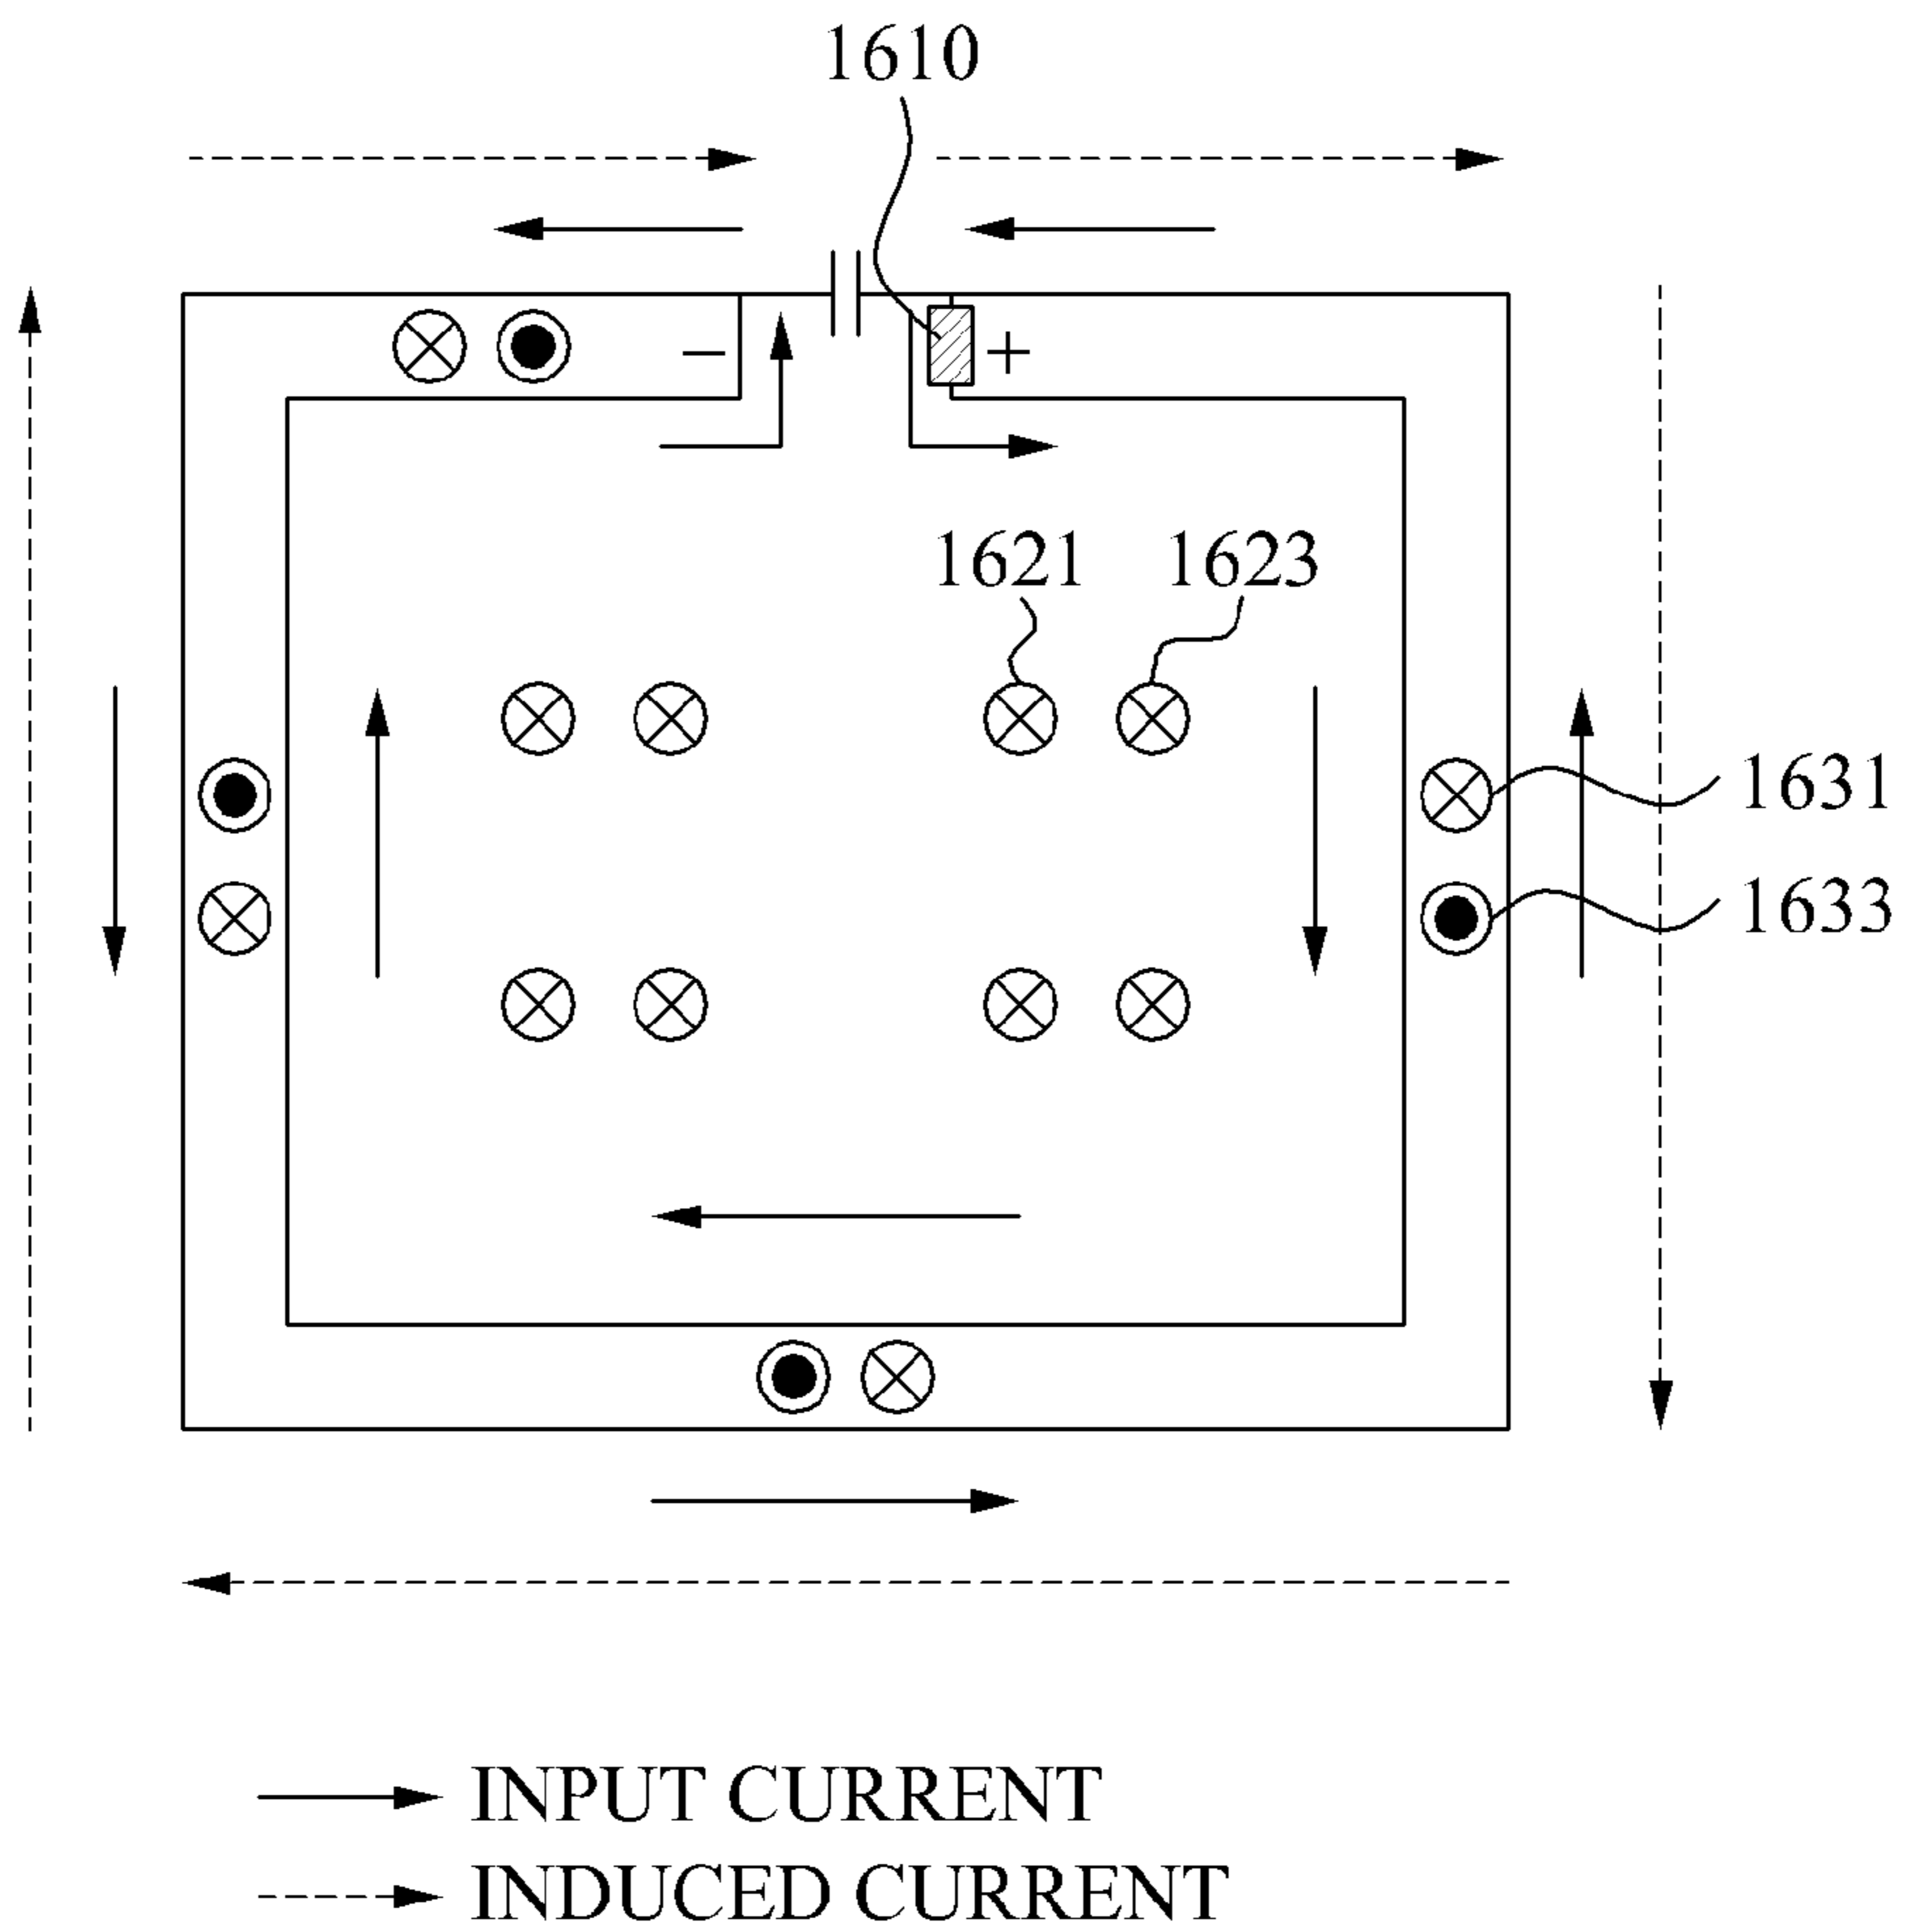 1610
− +
1621 1623
1631
1633
INPUT CURRENT
INDUCED CURRENT